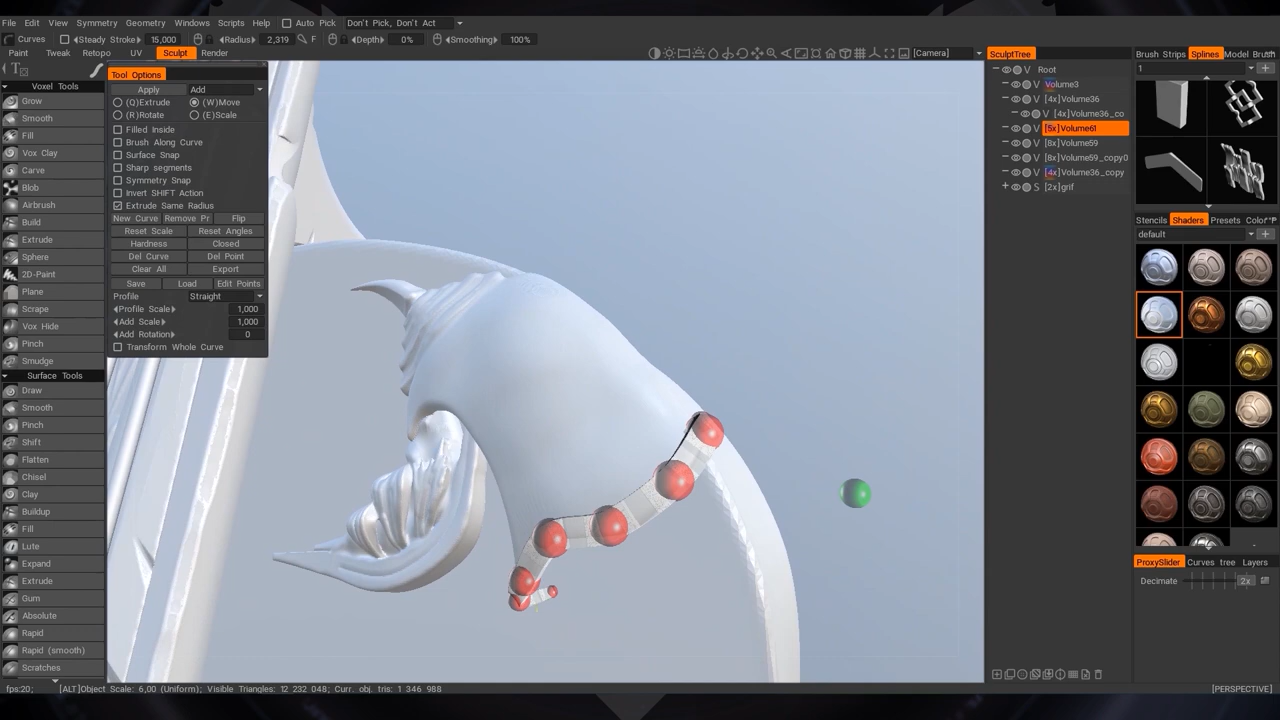 File Edit View Symmetry Geometry Windows Scripts Help Auto Pick Don't Pick, Don't Act
Curves Steady Stroke 15,000 Radius 2,319 F Depth 0% Smoothing 100%
Paint Tweak Retopo UV Sculpt Render [Camera]
Tool Options
Apply Add
(Q)Extrude (W)Move
(R)Rotate (E)Scale
Filled Inside
Brush Along Curve
Surface Snap
Sharp segments
Symmetry Snap
Invert SHIFT Action
Extrude Same Radius
New Curve Remove Pr Flip
Reset Scale Reset Angles
Hardness Closed
Del Curve Del Point
Clear All Export
Save Load Edit Points
Profile Straight
Profile Scale 1,000
Add Scale 1,000
Add Rotation 0
Transform Whole Curve
Voxel Tools
Grow
Smooth
Fill
Vox Clay
Carve
Blob
Airbrush
Build
Extrude
Sphere
2D-Paint
Plane
Scrape
Vox Hide
Pinch
Smudge
Surface Tools
Draw
Smooth
Pinch
Shift
Flatten
Chisel
Clay
Buildup
Fill
Lute
Expand
Extrude
Gum
Absolute
Rapid
Rapid (smooth)
Scratches
SculptTree
Root
V Volume3
V [4x]Volume36
V [4x]Volume36_co
V [5x]Volume61
V [8x]Volume59
V [8x]Volume59_copy0
V [4x]Volume36_copy
S [2x]grif
Brush Strips Splines Model Brush
1
Stencils Shaders Presets Color
default
ProxySlider Curves tree Layers
Decimate 2x
fps:20; [ALT]Object Scale: 6,00 (Uniform); Visible Triangles: 12 232 048; Curr. obj. tris: 1 346 988 [PERSPECTIVE]